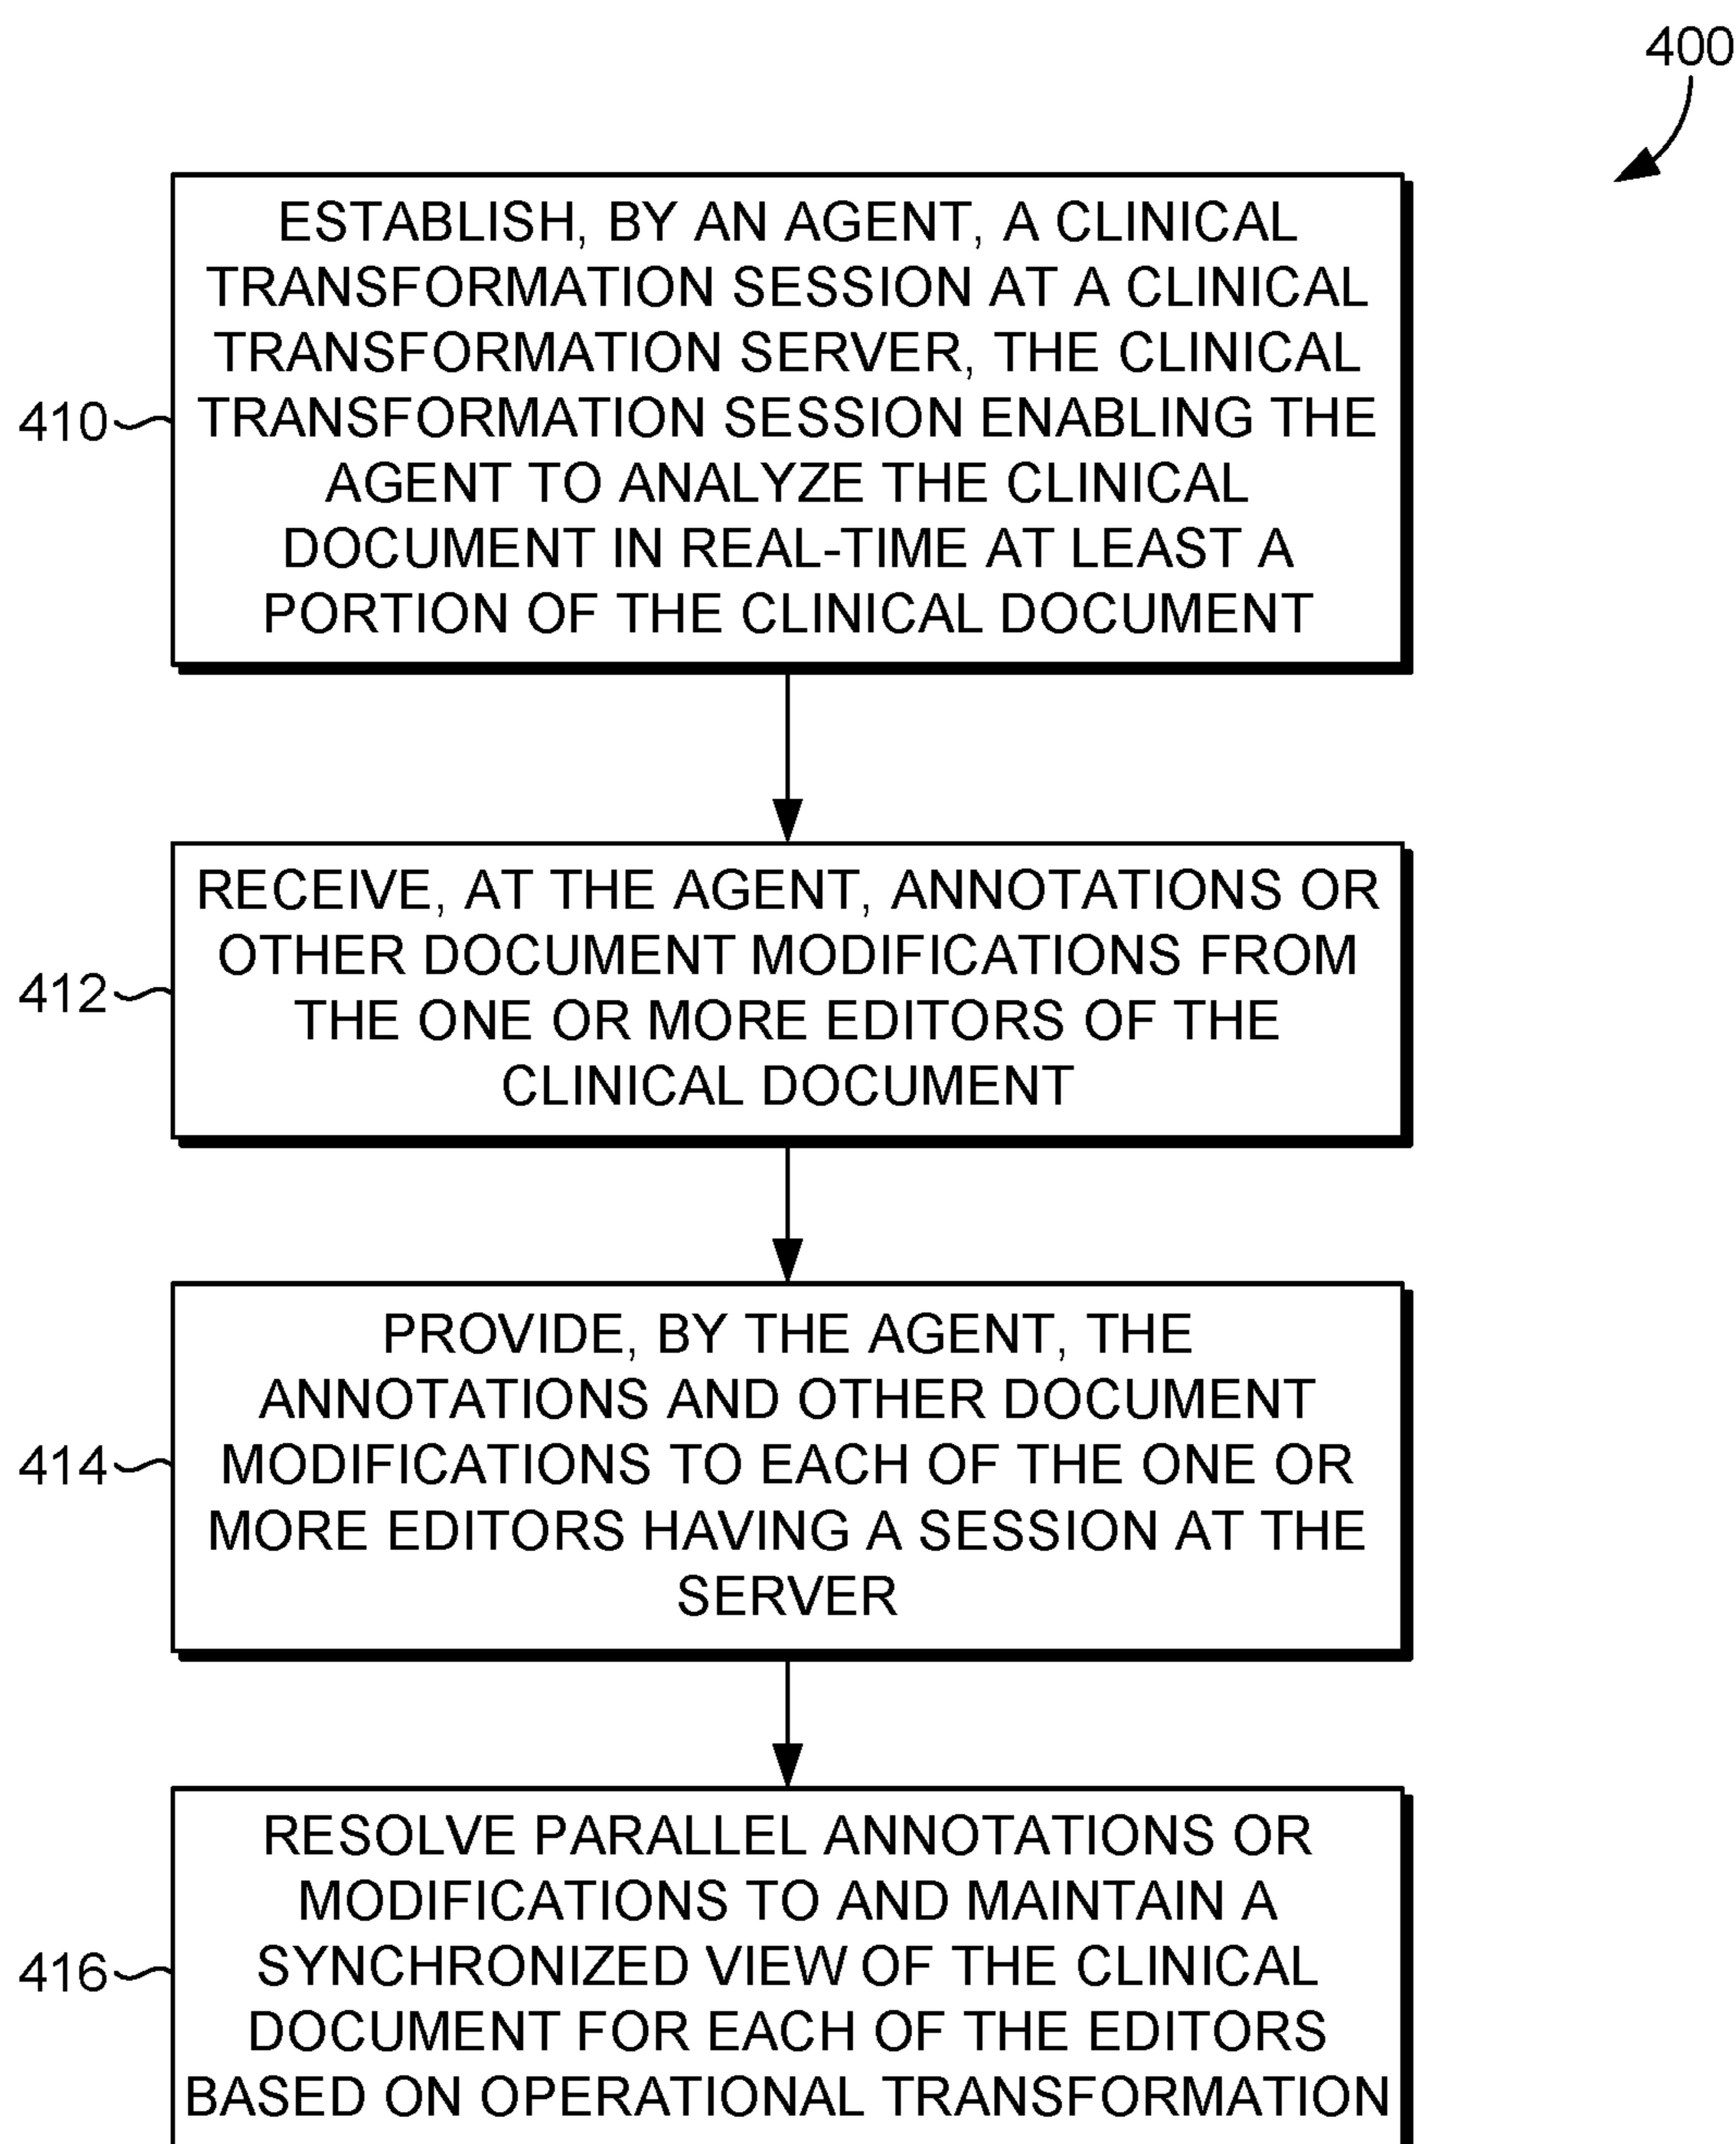 400
ESTABLISH, BY AN AGENT, A CLINICAL
TRANSFORMATION SESSION AT A CLINICAL
TRANSFORMATION SERVER, THE CLINICAL
TRANSFORMATION SESSION ENABLING THE
AGENT TO ANALYZE THE CLINICAL
DOCUMENT IN REAL-TIME AT LEAST A
PORTION OF THE CLINICAL DOCUMENT
410
RECEIVE, AT THE AGENT, ANNOTATIONS OR
OTHER DOCUMENT MODIFICATIONS FROM
THE ONE OR MORE EDITORS OF THE
CLINICAL DOCUMENT
412
PROVIDE, BY THE AGENT, THE
ANNOTATIONS AND OTHER DOCUMENT
MODIFICATIONS TO EACH OF THE ONE OR
MORE EDITORS HAVING A SESSION AT THE
SERVER
414
RESOLVE PARALLEL ANNOTATIONS OR
MODIFICATIONS TO AND MAINTAIN A
SYNCHRONIZED VIEW OF THE CLINICAL
DOCUMENT FOR EACH OF THE EDITORS
BASED ON OPERATIONAL TRANSFORMATION
416